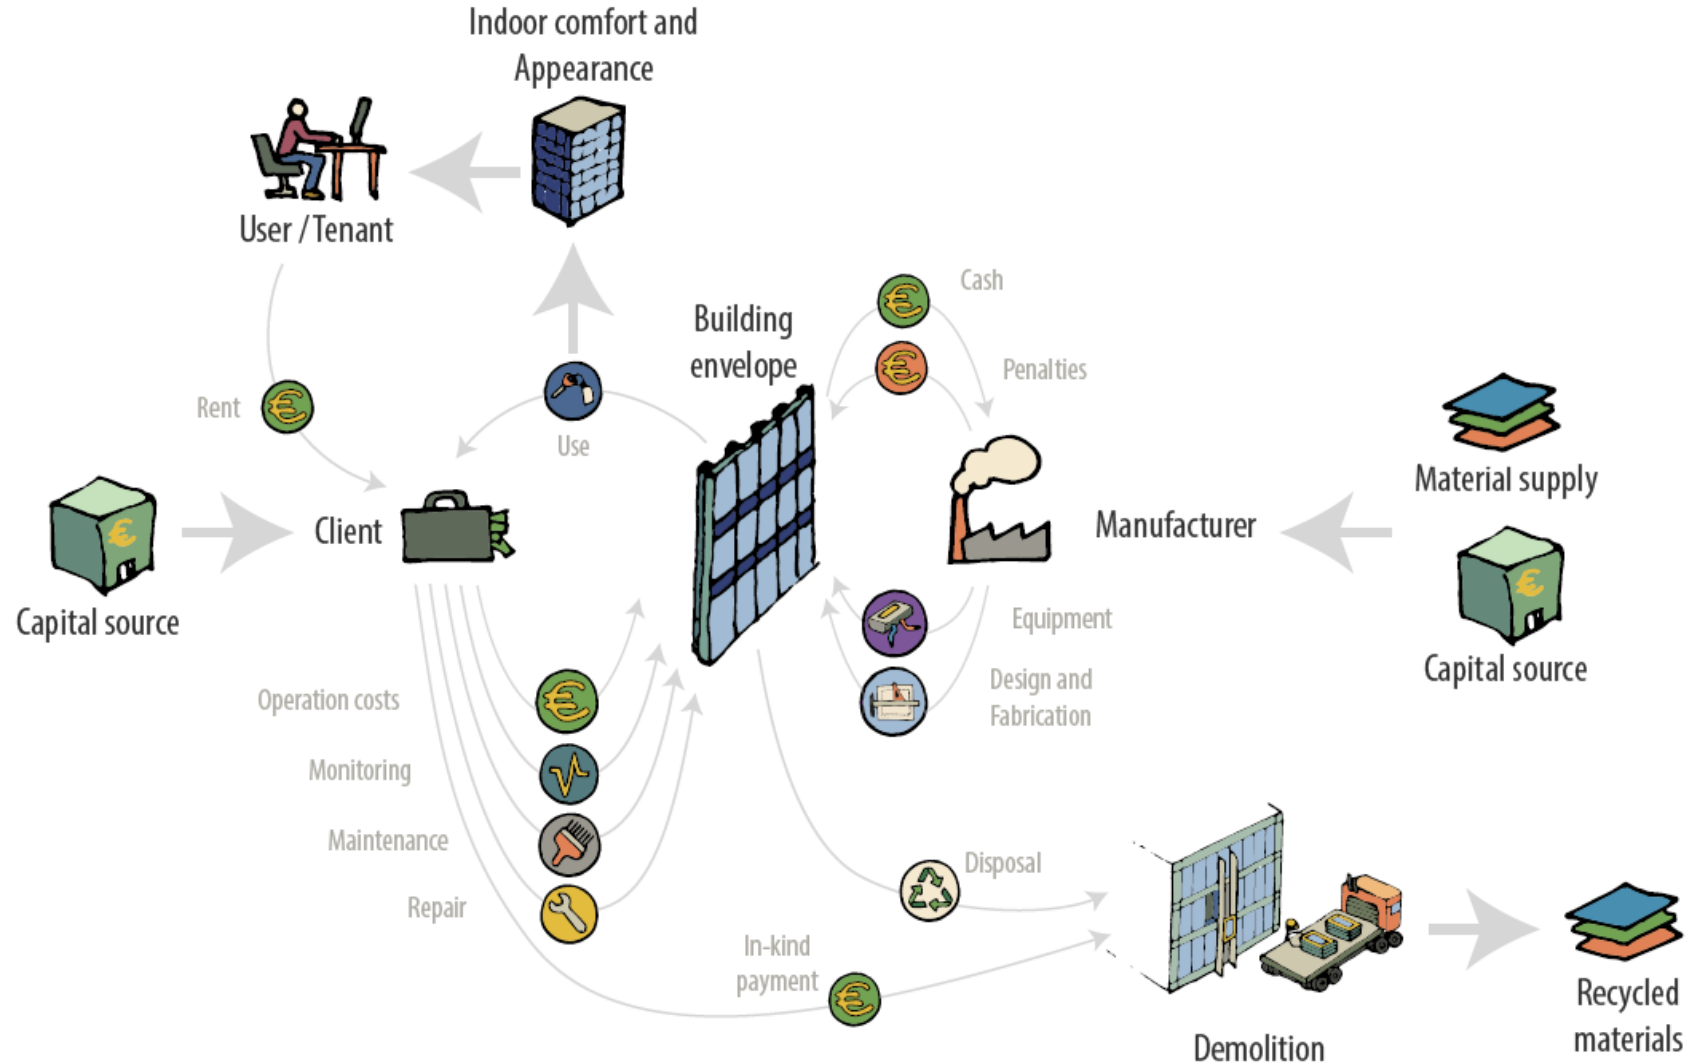 Indoor comfort and
Appearance
User / Tenant
Cash
Building
envelope
Penalties
Rent
Use
Material supply
Client
Manufacturer
Capital source
Equipment
Capital source
Design and
Fabrication
Operation costs
Monitoring
Maintenance
Disposal
Repair
In-kind
payment
Recycled
materials
Demolition